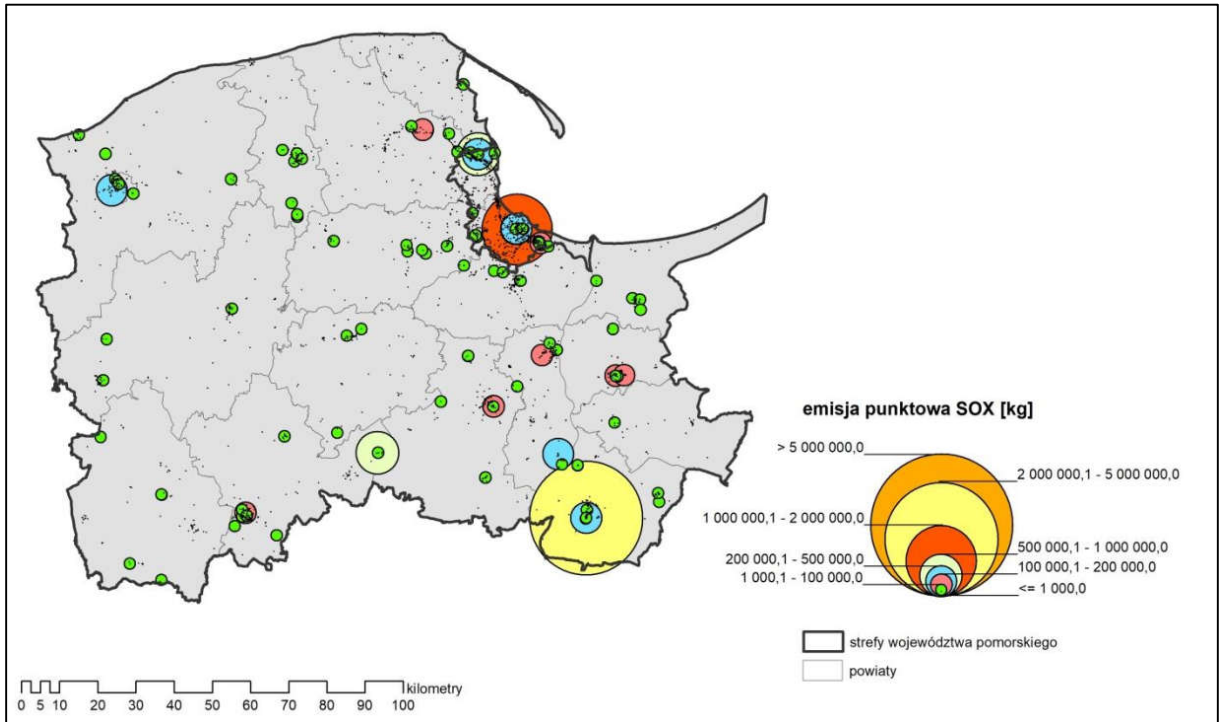 emisja punktowa SOX [kg]
> 5 000 000,0
2 000 000,1 - 5 000 000,0
1 000 000,1 - 2 000 000,0
500 000,1 - 1 000 000,0
200 000,1 - 500 000,0
100 000,1 - 200 000,0
1 000,1 - 100 000,0
<= 1 000,0
strefy województwa pomorskiego
powiaty
kilometry
0 5 10 20 30 40 50 60 70 80 90 100